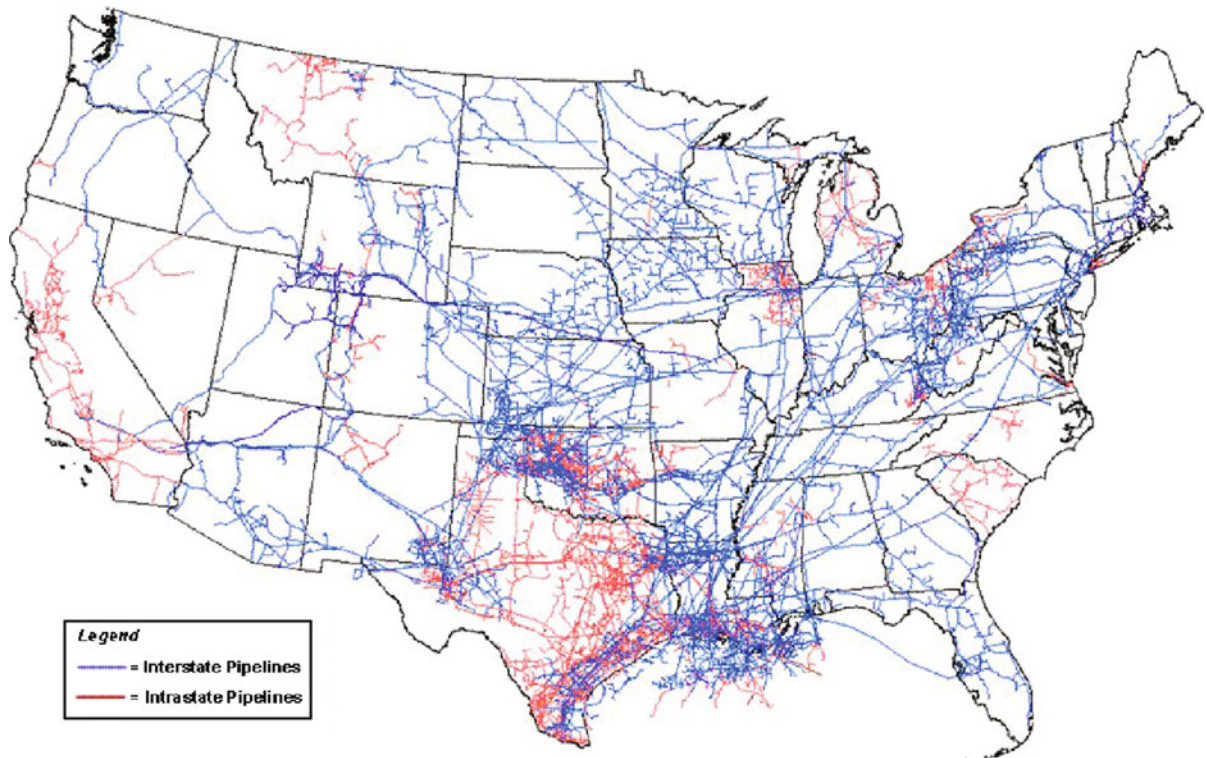 Legend
= Interstate Pipelines
= Intrastate Pipelines